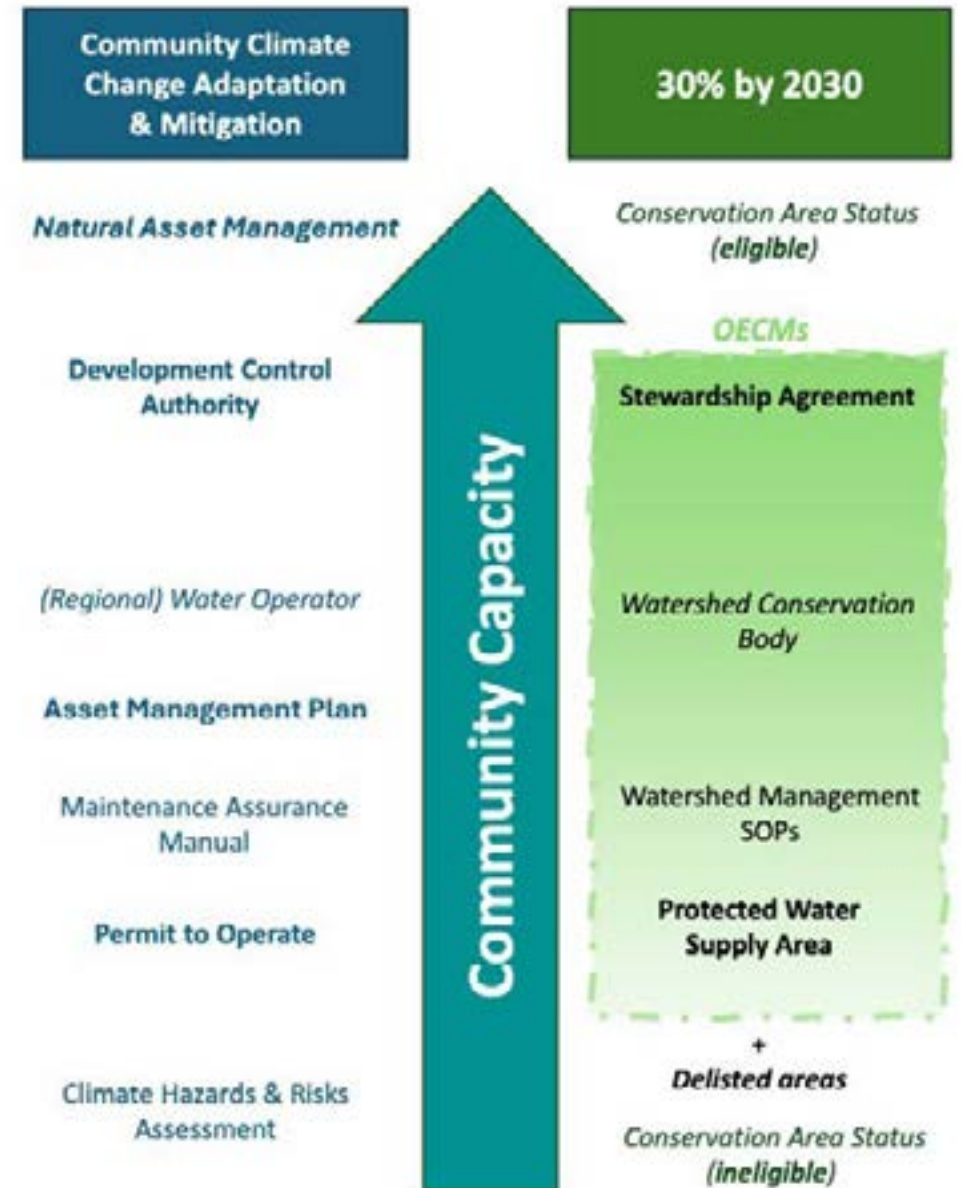 Community Climate
Change Adaptation
& Mitigation
Natural Asset Management
Development Control
Authority
(Regional) Water Operator
Asset Management Plan
Maintenance Assurance
Manual
Permit to Operate
Climate Hazards & Risks
Assessment
Community Capacity
30% by 2030
Conservation Area Status
(eligible)
OECMs
Stewardship Agreement
Watershed Conservation
Body
Watershed Management
SOPs
Protected Water
Supply Area
+
Delisted areas
Conservation Area Status
(ineligible)